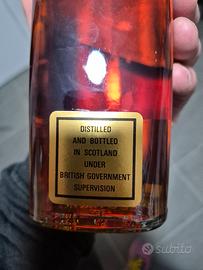 DISTILLED
AND BOTTLED
IN SCOTLAND
UNDER
BRITISH GOVERNMENT
SUPERVISION
subito